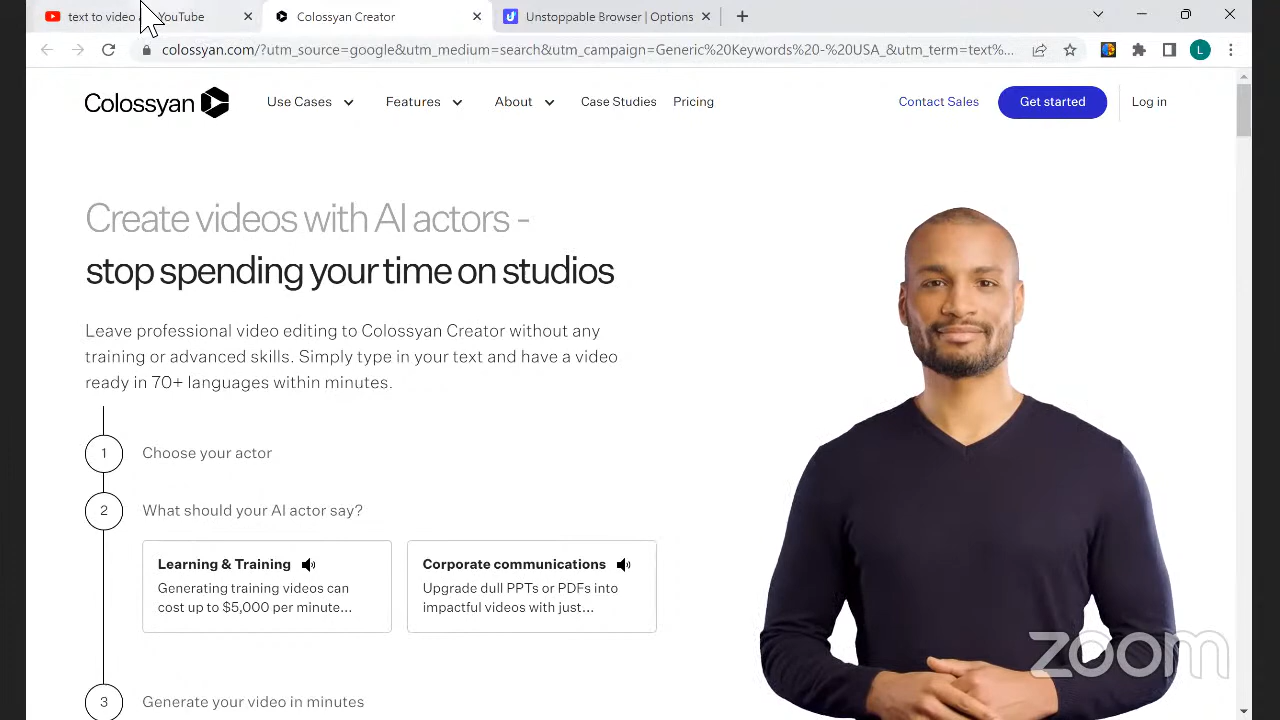 text to video
YouTube
Colossyan Creator
Unstoppable Browser | Options
colossyan.com/?utm_source=google&utm_medium=search&utm_campaign=Generic%20Keywords%20-%20USA_&utm_term=text%...
L
Colossyan
Use Cases
Features
About
Case Studies
Pricing
Contact Sales
Get started
Log in
Create videos with AI actors -
stop spending your time on studios
Leave professional video editing to Colossyan Creator without any
training or advanced skills. Simply type in your text and have a video
ready in 70+ languages within minutes.
1
Choose your actor
2
What should your AI actor say?
Learning & Training
Generating training videos can
cost up to $5,000 per minute...
Corporate communications
Upgrade dull PPTs or PDFs into
impactful videos with just...
3
Generate your video in minutes
zoom